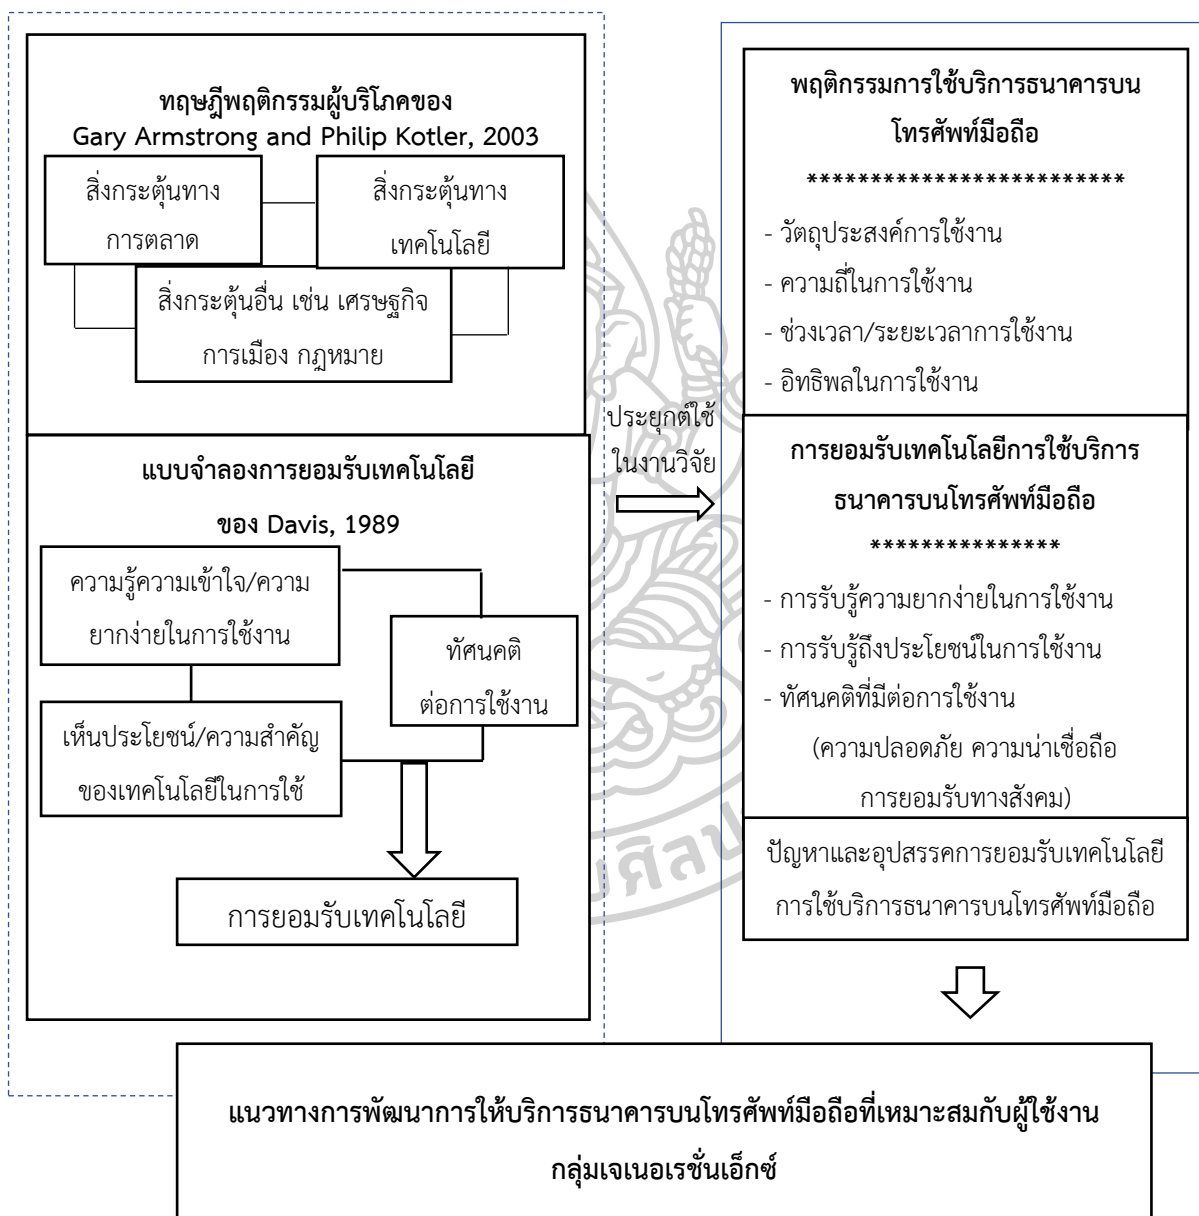 ทฤษฎีพฤติกรรมผู้บริโภคของ
Gary Armstrong and Philip Kotler, 2003
สิ่งกระตุ้นทาง
การตลาด
สิ่งกระตุ้นทาง
เทคโนโลยี
สิ่งกระตุ้นอื่น เช่น เศรษฐกิจ
การเมือง กฎหมาย
แบบจำลองการยอมรับเทคโนโลยี
ของ Davis, 1989
ความรู้ความเข้าใจ/ความ
ยากง่ายในการใช้งาน
ทัศนคติ
ต่อการใช้งาน
เห็นประโยชน์/ความสำคัญ
ของเทคโนโลยีในการใช้
การยอมรับเทคโนโลยี
ประยุกต์ใช้
ในงานวิจัย
พฤติกรรมการใช้บริการธนาคารบน
โทรศัพท์มือถือ
*************************
- วัตถุประสงค์การใช้งาน
- ความถี่ในการใช้งาน
- ช่วงเวลา/ระยะเวลาการใช้งาน
- อิทธิพลในการใช้งาน
การยอมรับเทคโนโลยีการใช้บริการ
ธนาคารบนโทรศัพท์มือถือ
***************
- การรับรู้ความยากง่ายในการใช้งาน
- การรับรู้ถึงประโยชน์ในการใช้งาน
- ทัศนคติที่มีต่อการใช้งาน
(ความปลอดภัย ความน่าเชื่อถือ
การยอมรับทางสังคม)
ปัญหาและอุปสรรคการยอมรับเทคโนโลยี
การใช้บริการธนาคารบนโทรศัพท์มือถือ
แนวทางการพัฒนาการให้บริการธนาคารบนโทรศัพท์มือถือที่เหมาะสมกับผู้ใช้งาน
กลุ่มเจเนอเรชั่นเอ็กซ์